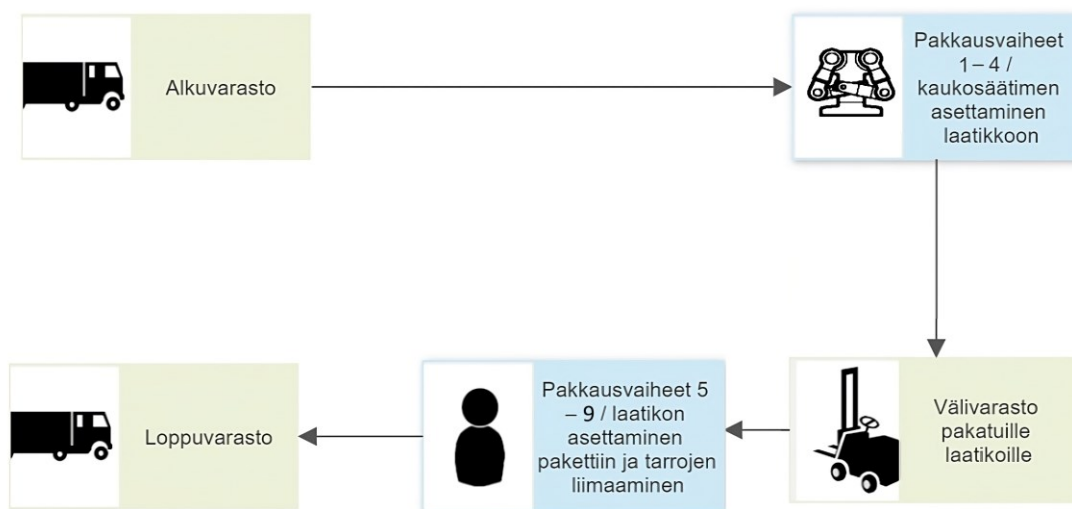 Alkuvarasto
Pakkausvaiheet
1 – 4 /
kaukosäätimen
asettaminen
laatikkoon
Välivarasto
pakatuille
laatikoille
Pakkausvaiheet 5
– 9 / laatikon
asettaminen
pakettiin ja tarrojen
liimaaminen
Loppuvarasto